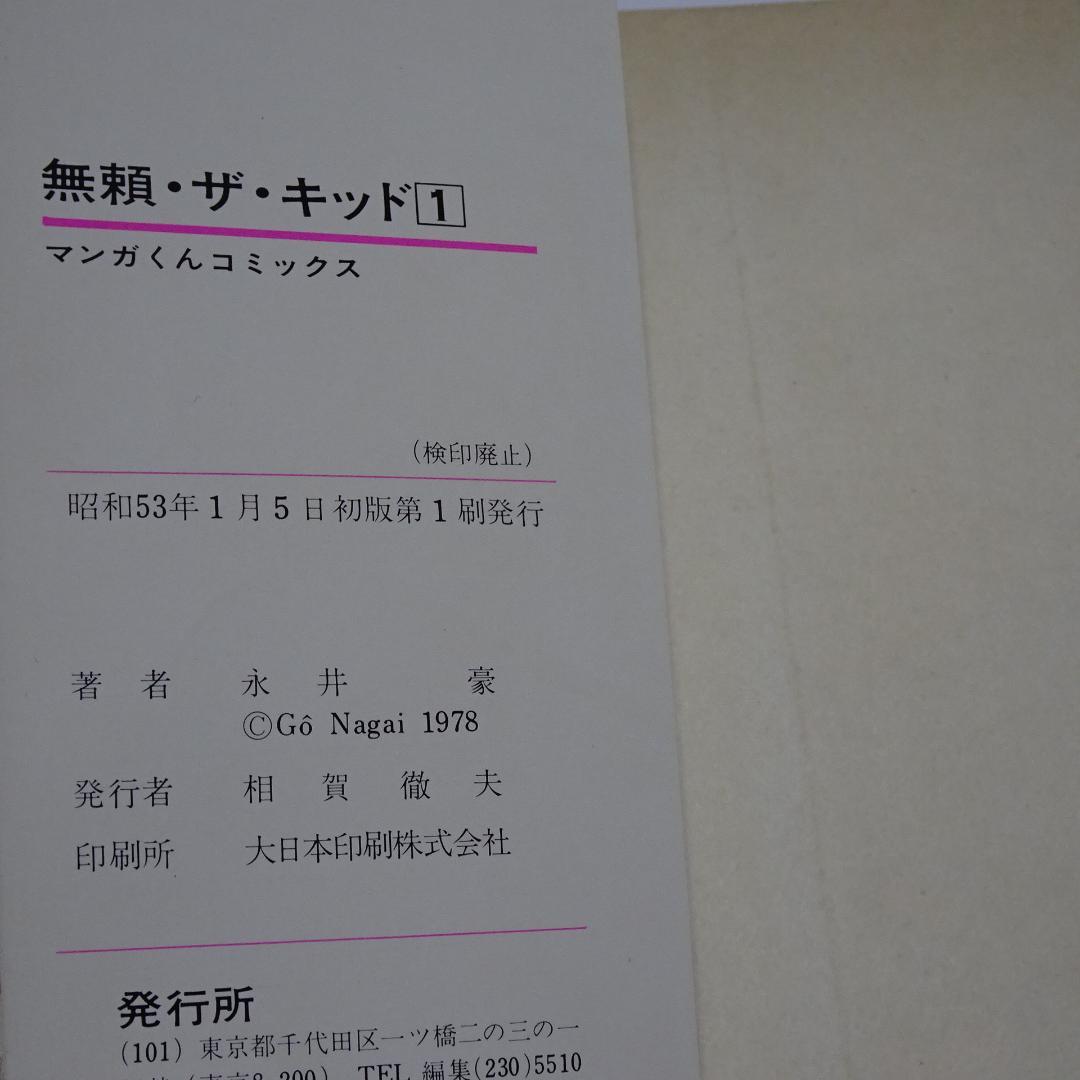 無頼・ザ・キッド1
マンガくんコミックス
(検印廃止)
昭和53年1月5日初版第1刷発行
著者 永井豪
©Gô Nagai 1978
発行者 相賀徹夫
印刷所 大日本印刷株式会社
発行所
(101) 東京都千代田区一ツ橋二の三の一
(東京8-200) TEL 編集(230)5510